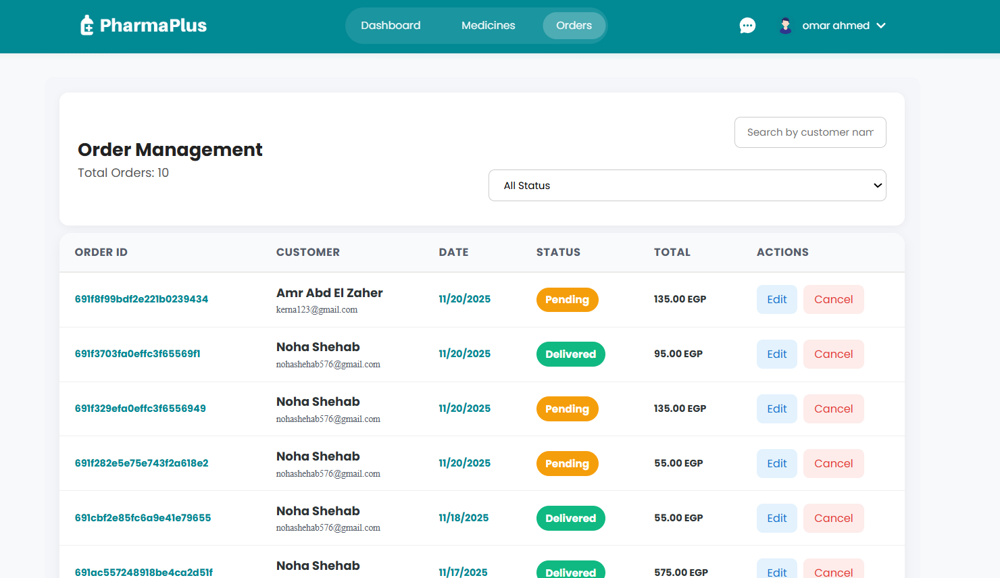 PharmaPlus
Dashboard
Medicines
Orders
omar ahmed
Search by customer nam
Order Management
Total Orders: 10
All Status
ORDER ID CUSTOMER DATE STATUS TOTAL ACTIONS
691f8f99bdf2e221b0239434 Amr Abd El Zaher 11/20/2025 Pending 135.00 EGP Edit Cancel
kerna123@gmail.com
691f3703fa0effc3f65569f1 Noha Shehab 11/20/2025 Delivered 95.00 EGP Edit Cancel
nohashehab576@gmail.com
691f329efa0effc3f6556949 Noha Shehab 11/20/2025 Pending 135.00 EGP Edit Cancel
nohashehab576@gmail.com
691f282e5e75e743f2a618e2 Noha Shehab 11/20/2025 Pending 55.00 EGP Edit Cancel
nohashehab576@gmail.com
691cbf2e85fc6a9e41e79655 Noha Shehab 11/18/2025 Delivered 55.00 EGP Edit Cancel
nohashehab576@gmail.com
691ac557248918be4ca2d51f Noha Shehab 11/17/2025 Delivered 575.00 EGP Edit Cancel